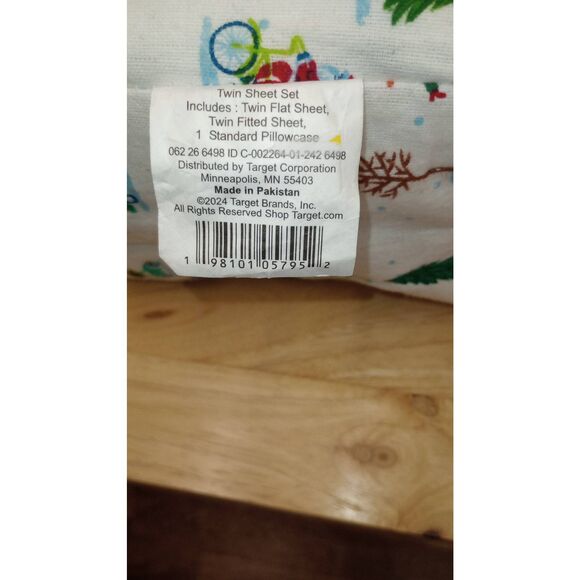 Twin Sheet Set
Includes : Twin Flat Sheet,
Twin Fitted Sheet,
1 Standard Pillowcase
062 26 6498 ID C-002264-01-242 6498
Distributed by Target Corporation
Minneapolis, MN 55403
Made in Pakistan
©2024 Target Brands, Inc.
All Rights Reserved Shop Target.com
1 98101 05795 2